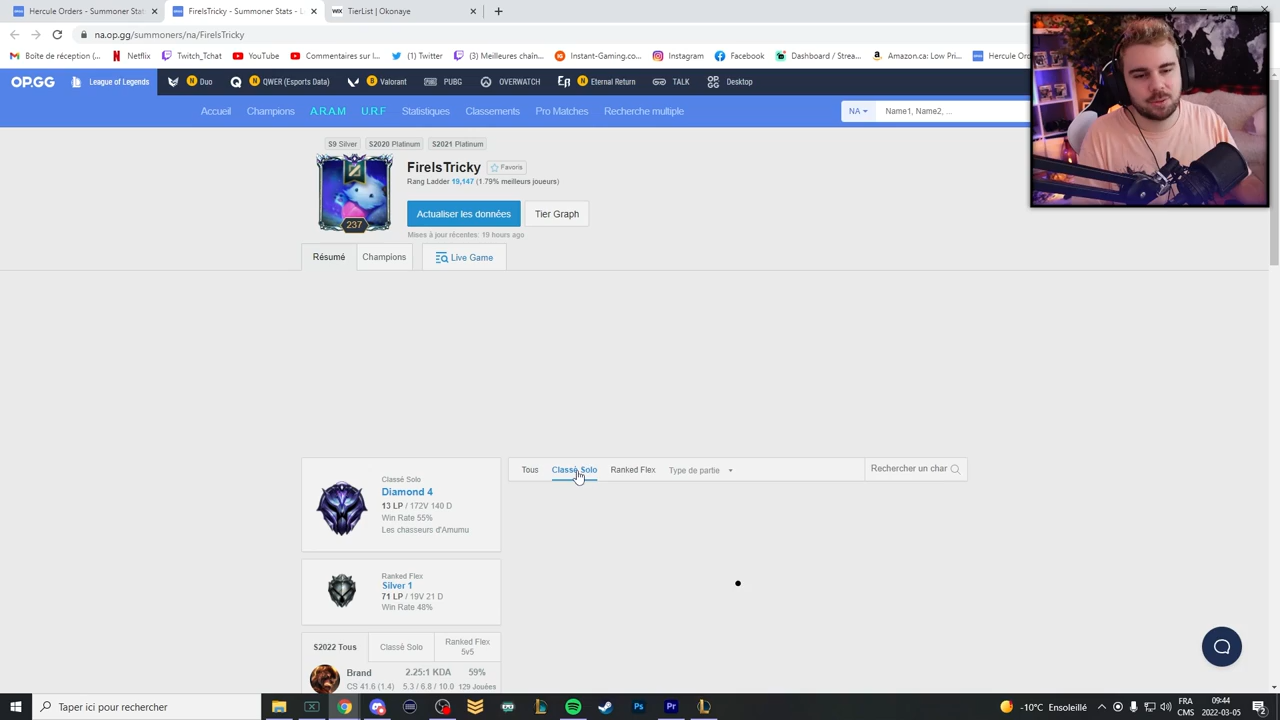 Hercule Orders - Summoner Stat
FireIsTricky - Summoner Stats - L
TierList | Okonaye
na.op.gg/summoners/na/FireIsTricky
Boîte de réception (...
Netflix
Twitch_Tchat
YouTube
Commentaires sur l...
(1) Twitter
(3) Meilleures chaîn...
Instant-Gaming.co...
Instagram
Facebook
Dashboard / Strea...
Amazon.ca: Low Pri...
Hercule O
OP.GG
League of Legends
N Duo
N QWER (Esports Data)
B Valorant
PUBG
OVERWATCH
N Eternal Return
TALK
Desktop
Accueil
Champions
A.R.A.M
U.R.F
Statistiques
Classements
Pro Matches
Recherche multiple
NA
Name1, Name2, ...
S9 Silver
S2020 Platinum
S2021 Platinum
FireIsTricky
Favoris
Rang Ladder 19,147 (1.79% meilleurs joueurs)
237
Actualiser les données
Tier Graph
Mises à jour récentes: 19 hours ago
Résumé
Champions
Live Game
Classé Solo
Diamond 4
13 LP / 172V 140 D
Win Rate 55%
Les chasseurs d'Amumu
Tous
Classé Solo
Ranked Flex
Type de partie
Rechercher un char
Ranked Flex
Silver 1
71 LP / 19V 21 D
Win Rate 48%
S2022 Tous
Classé Solo
Ranked Flex
5v5
Brand
2.25:1 KDA
59%
CS 41.6 (1.4)
5.3 / 6.8 / 10.0
129 Jouées
Taper ici pour rechercher
-10°C Ensoleillé
FRA
CMS
09:44
2022-03-05
2